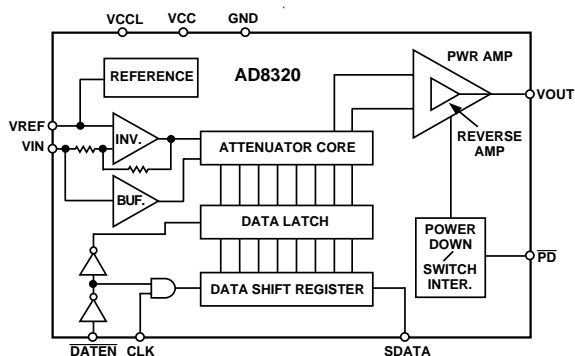 VCCL VCC GND
REFERENCE AD8320 PWR AMP
VOUT
REVERSE
AMP
VREF
VIN
INV.
ATTENUATOR CORE
BUF.
DATA LATCH
POWER
DOWN
/
SWITCH
INTER.
PD
DATA SHIFT REGISTER
DATEN CLK SDATA